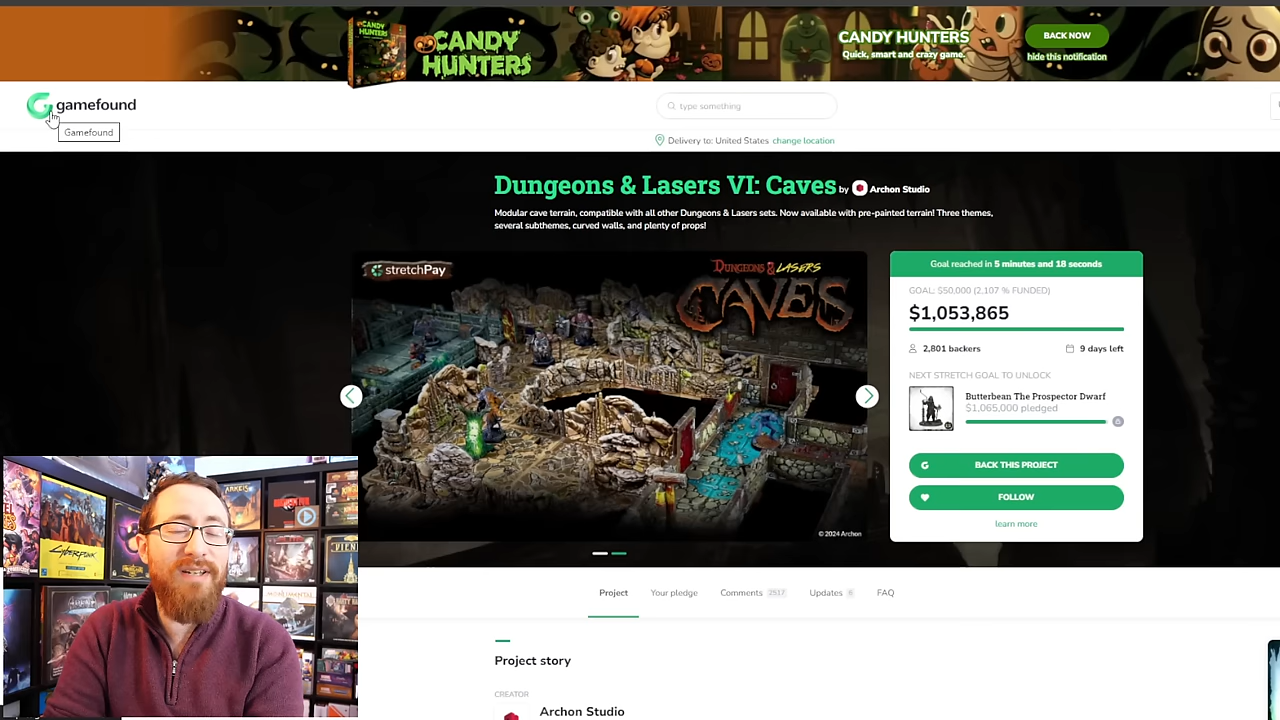 CANDY HUNTERS
CANDY
HUNTERS
CANDY HUNTERS
Quick, smart and crazy game.
BACK NOW
hide this notification
gamefound
type something
Gamefound
Delivery to: United States change location
Dungeons & Lasers VI: Caves by Archon Studio
Modular cave terrain, compatible with all other Dungeons & Lasers sets. Now available with pre-painted terrain! Three themes,
several subthemes, curved walls, and plenty of props!
stretchPay
DUNGEONS & LASERS
CAVES
© 2024 Archon
Goal reached in 5 minutes and 18 seconds
GOAL: $50,000 (2,107 % FUNDED)
$1,053,865
2,801 backers
9 days left
NEXT STRETCH GOAL TO UNLOCK
Butterbean The Prospector Dwarf
$1,065,000 pledged
BACK THIS PROJECT
FOLLOW
learn more
CYBERPUNK
Project
Your pledge
Comments 2517
Updates 6
FAQ
Project story
CREATOR
Archon Studio